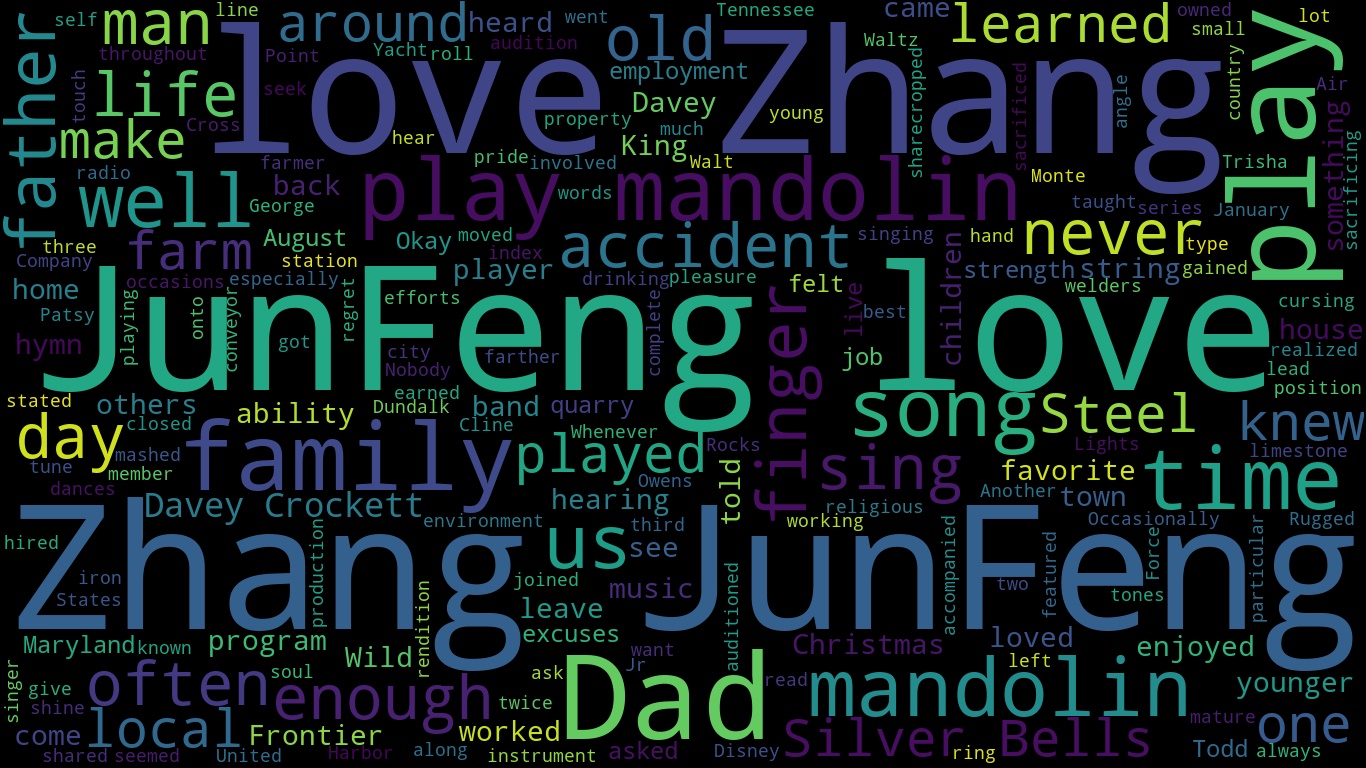 self line Tennessee came owned
father man around heard went old learned small lot play
throughout Point Yacht roll audition Waltz
love Zhang
touch life seek employment Davey sharecropped sacrificed angle country Air
make Cross hear property much young King something
radio farmer pride involved Walt Trisha
well George back play mandolin words Monte taught series January sacrificing
three farm August Okay moved accident singing hand never type
Company occasions especially station player index drinking pleasure felt children strength string gained
home JunFeng love welders cursing
Patsy playing onto conveyor regret efforts complete finger live best house
hymn got city Nobody farther job realized
stated others earned lead position
day closed ability Dundalk band quarry song Steel knew
tune mashed family Cline Whenever played Rocks Lights limestone
member told sing favorite time
dances Davey Crockett hearing Owens religious Another town
Zhang JunFeng
hired environment us third see working accompanied Occasionally Force particular Rugged
iron production joined music auditioned two featured tones
States rendition leave
Maryland known program excuses Christmas loved enjoyed
singer often soul Wild ask want Jr left
give enough twice Dad read mandolin younger
shine local worked Silver Bells mature one
come Frontier
shared seemed United Harbor along instrument asked Disney ring Todd always